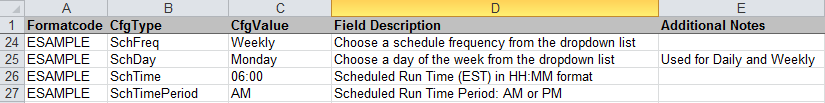 A B C D E
1 Formatcode CfgType CfgValue Field Description Additional Notes
24 ESAMPLE SchFreq Weekly Choose a schedule frequency from the dropdown list
25 ESAMPLE SchDay Monday Choose a day of the week from the dropdown list Used for Daily and Weekly
26 ESAMPLE SchTime 06:00 Scheduled Run Time (EST) in HH:MM format
27 ESAMPLE SchTimePeriod AM Scheduled Run Time Period: AM or PM